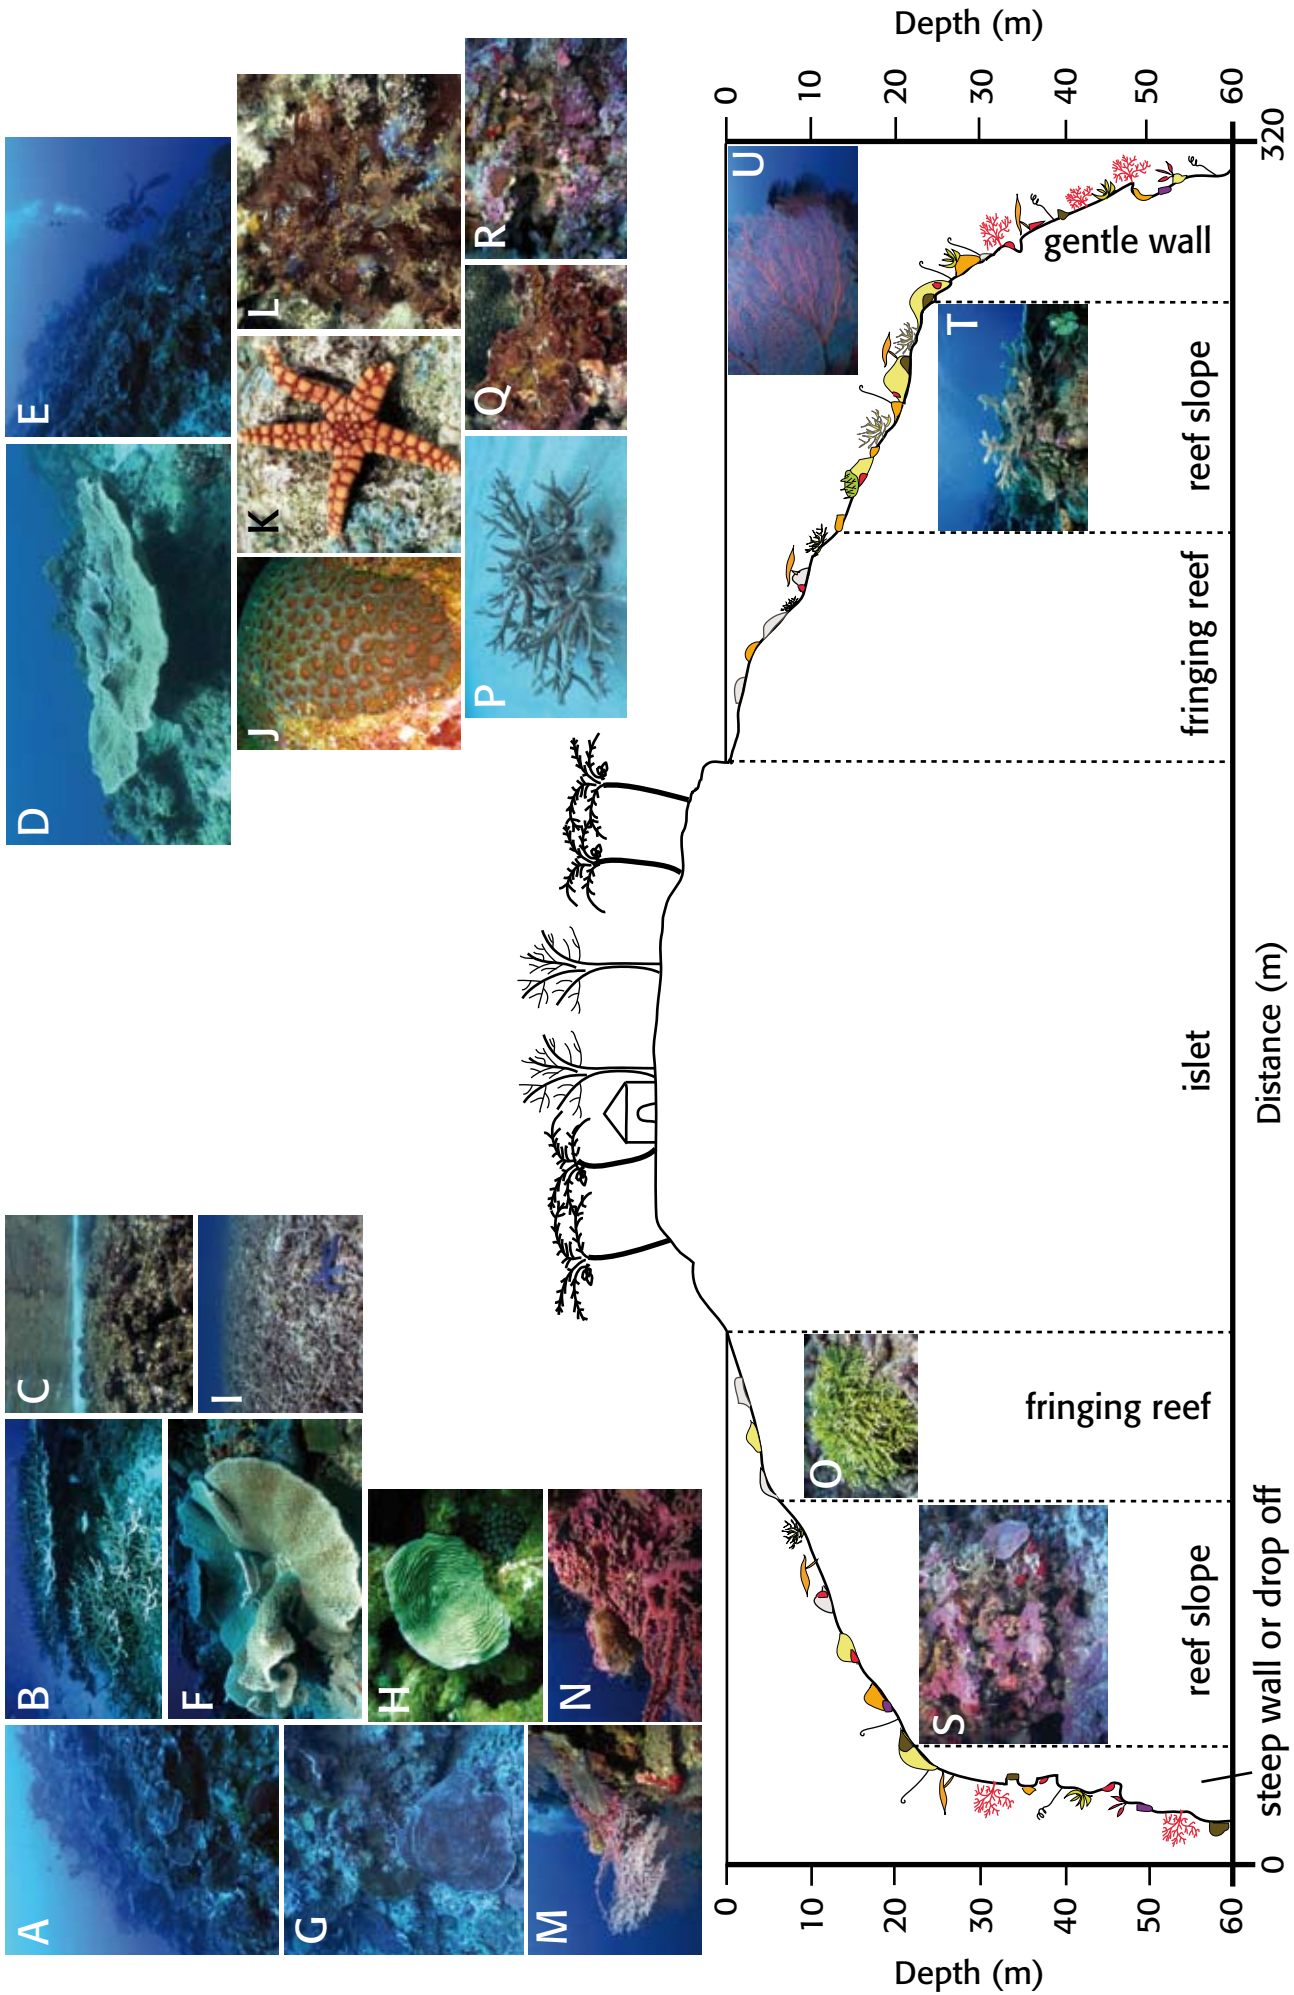 A
B
C
D
E
F
G
H
I
J
K
L
M
N
O
P
Q
R
S
T
U
Depth (m)
0
10
20
30
40
50
60
Depth (m)
0
10
20
30
40
50
60
steep wall or drop off
reef slope
fringing reef
islet
fringing reef
reef slope
gentle wall
0
Distance (m)
320